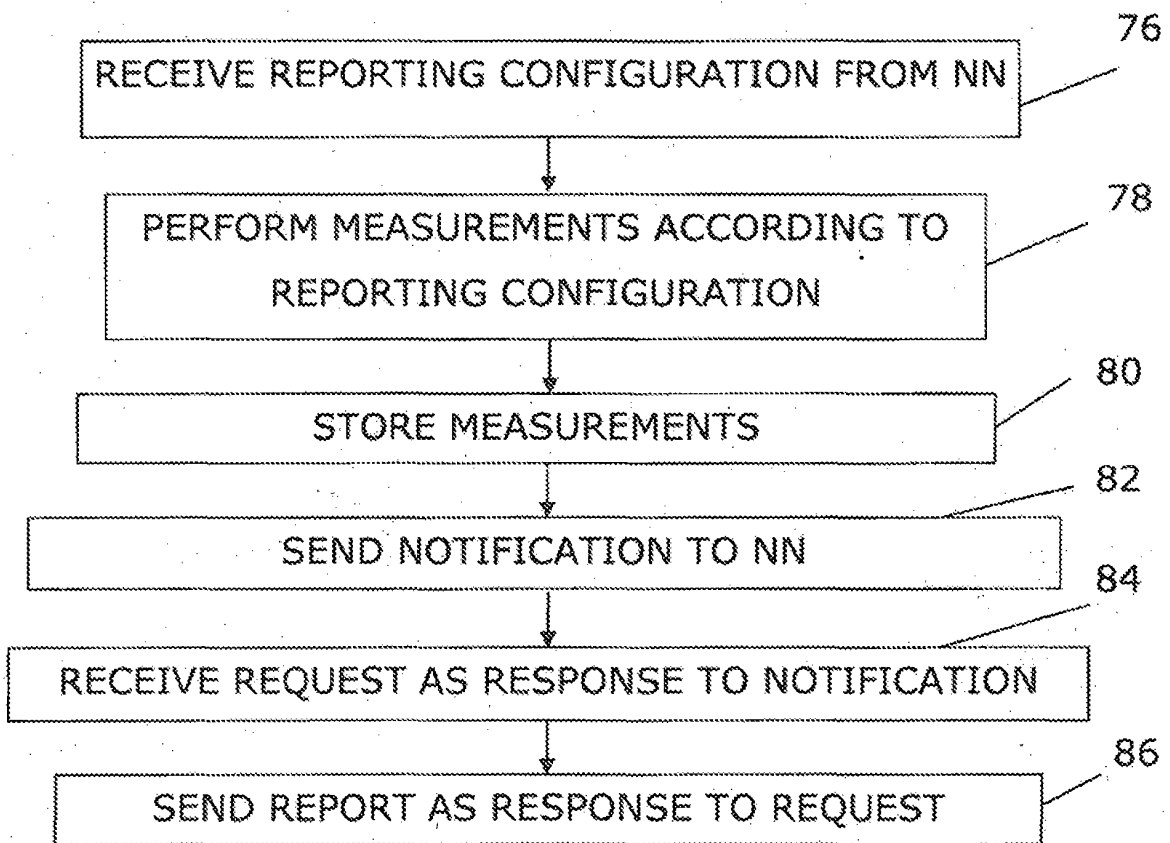 76
RECEIVE REPORTING CONFIGURATION FROM NN
78
PERFORM MEASUREMENTS ACCORDING TO
REPORTING CONFIGURATION
80
STORE MEASUREMENTS
82
SEND NOTIFICATION TO NN
84
RECEIVE REQUEST AS RESPONSE TO NOTIFICATION
86
SEND REPORT AS RESPONSE TO REQUEST